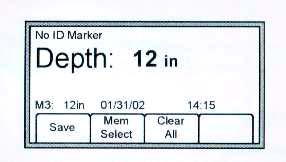 No ID Marker
Depth: 12 in
M3: 12in 01/31/02 14:15
Save Mem Select Clear All